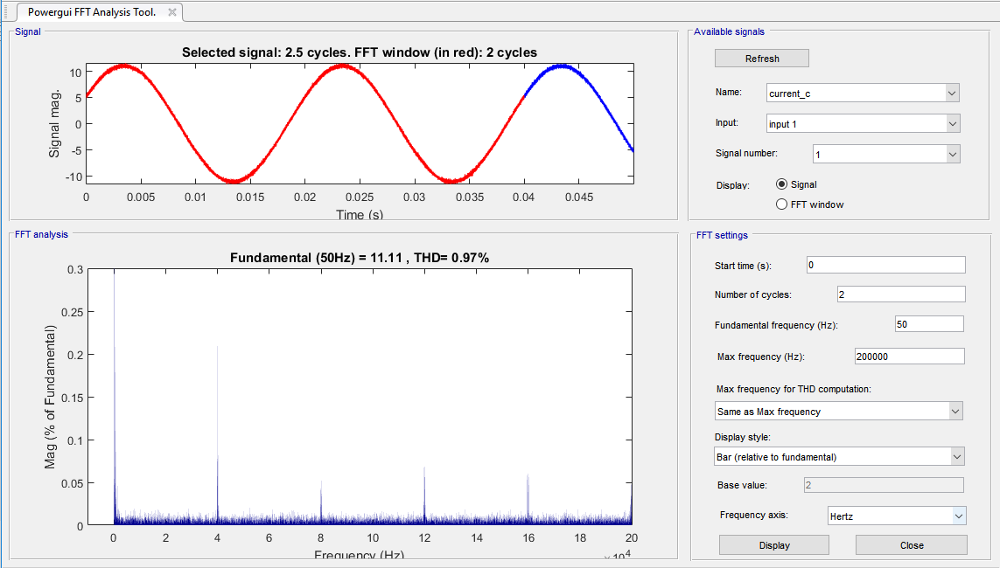 Powergui FFT Analysis Tool.
Signal
Selected signal: 2.5 cycles. FFT window (in red): 2 cycles
Signal mag.
10
5
0
-5
-10
0 0.005 0.01 0.015 0.02 0.025 0.03 0.035 0.04 0.045
Time (s)
FFT analysis
Fundamental (50Hz) = 11.11 , THD= 0.97%
Mag (% of Fundamental)
0.3
0.25
0.2
0.15
0.1
0.05
0
0 2 4 6 8 10 12 14 16 18 20
Frequency (Hz)
×10^4
Available signals
Refresh
Name: current_c
Input: input 1
Signal number: 1
Display: Signal
FFT window
FFT settings
Start time (s): 0
Number of cycles: 2
Fundamental frequency (Hz): 50
Max frequency (Hz): 200000
Max frequency for THD computation:
Same as Max frequency
Display style:
Bar (relative to fundamental)
Base value: 2
Frequency axis: Hertz
Display Close